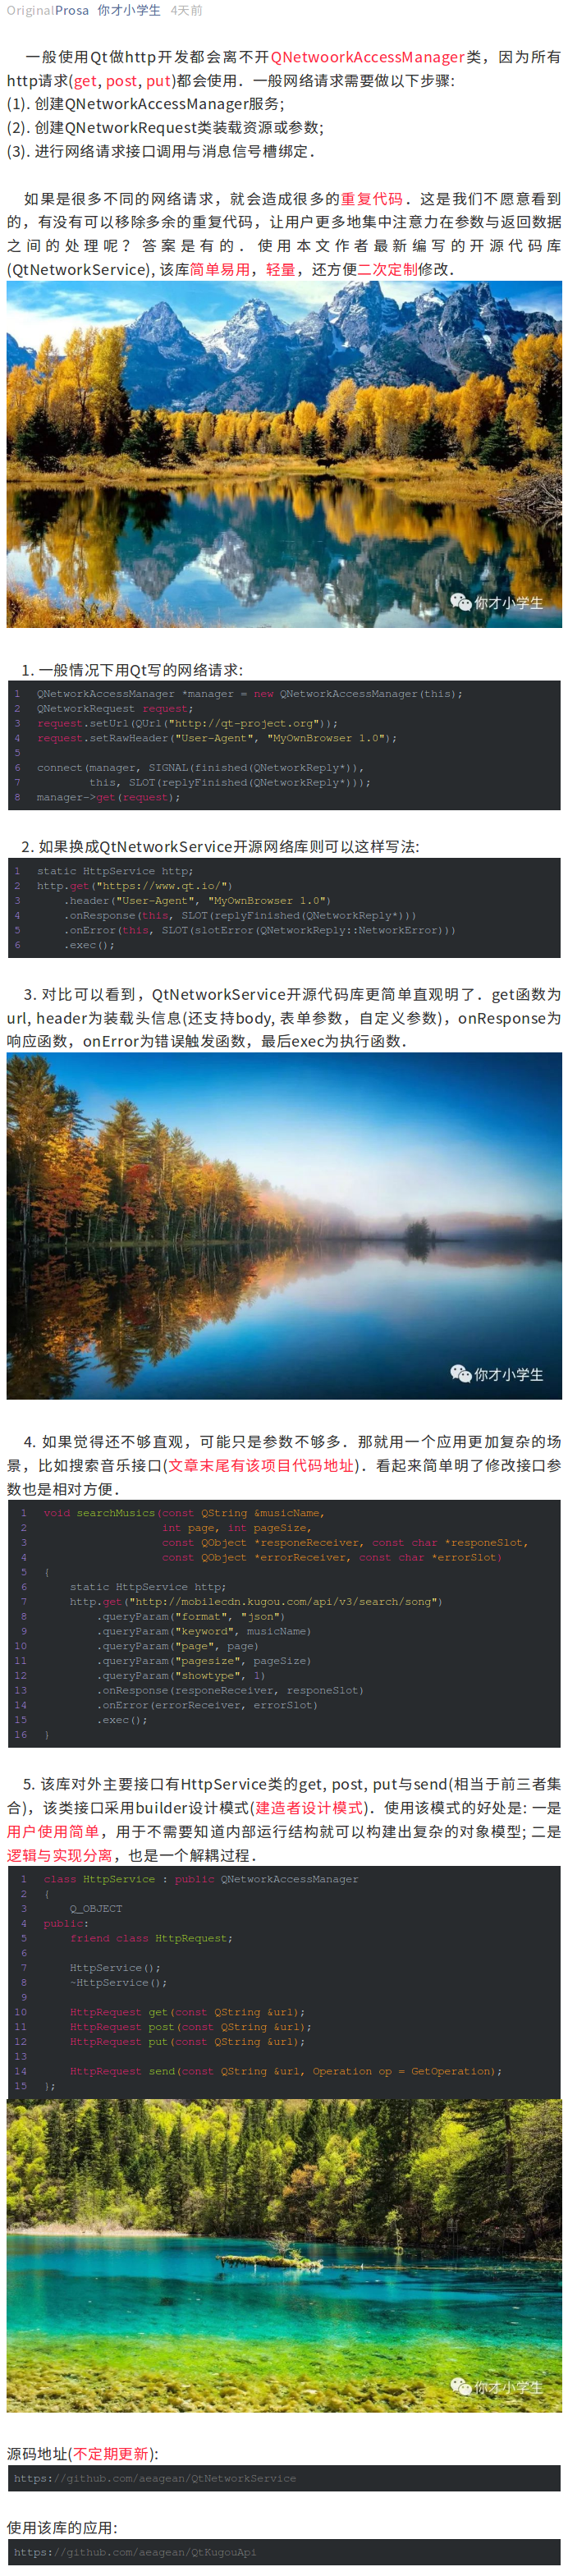 OriginalProsa 你才小学生 4天前
一般使用Qt做http开发都会离不开QNetwoorkAccessManager类，因为所有
http请求(get, post, put)都会使用．一般网络请求需要做以下步骤:
(1). 创建QNetworkAccessManager服务;
(2). 创建QNetworkRequest类装载资源或参数;
(3). 进行网络请求接口调用与消息信号槽绑定．
如果是很多不同的网络请求，就会造成很多的重复代码．这是我们不愿意看到
的，有没有可以移除多余的重复代码，让用户更多地集中注意力在参数与返回数据
之间的处理呢？答案是有的．使用本文作者最新编写的开源代码库
(QtNetworkService), 该库简单易用，轻量，还方便二次定制修改．
你才小学生
1. 一般情况下用Qt写的网络请求:
1 QNetworkAccessManager *manager = new QNetworkAccessManager(this);
2 QNetworkRequest request;
3 request.setUrl(QUrl("http://qt-project.org"));
4 request.setRawHeader("User-Agent", "MyOwnBrowser 1.0");
5
6 connect(manager, SIGNAL(finished(QNetworkReply*)),
7 this, SLOT(replyFinished(QNetworkReply*)));
8 manager->get(request);
2. 如果换成QtNetworkService开源网络库则可以这样写法:
1 static HttpService http;
2 http.get("https://www.qt.io/")
3 .header("User-Agent", "MyOwnBrowser 1.0")
4 .onResponse(this, SLOT(replyFinished(QNetworkReply*)))
5 .onError(this, SLOT(slotError(QNetworkReply::NetworkError)))
6 .exec();
3. 对比可以看到，QtNetworkService开源代码库更简单直观明了．get函数为
url, header为装载头信息(还支持body, 表单参数，自定义参数)，onResponse为
响应函数，onError为错误触发函数，最后exec为执行函数．
你才小学生
4. 如果觉得还不够直观，可能只是参数不够多．那就用一个应用更加复杂的场
景，比如搜索音乐接口(文章末尾有该项目代码地址)．看起来简单明了修改接口参
数也是相对方便．
1 void searchMusics(const QString &musicName,
2 int page, int pageSize,
3 const QObject *responeReceiver, const char *responeSlot,
4 const QObject *errorReceiver, const char *errorSlot)
5 {
6 static HttpService http;
7 http.get("http://mobilecdn.kugou.com/api/v3/search/song")
8 .queryParam("format", "json")
9 .queryParam("keyword", musicName)
10 .queryParam("page", page)
11 .queryParam("pagesize", pageSize)
12 .queryParam("showtype", 1)
13 .onResponse(responeReceiver, responeSlot)
14 .onError(errorReceiver, errorSlot)
15 .exec();
16 }
5. 该库对外主要接口有HttpService类的get, post, put与send(相当于前三者集
合)，该类接口采用builder设计模式(建造者设计模式)．使用该模式的好处是: 一是
用户使用简单，用于不需要知道内部运行结构就可以构建出复杂的对象模型; 二是
逻辑与实现分离，也是一个解耦过程．
1 class HttpService : public QNetworkAccessManager
2 {
3 Q_OBJECT
4 public:
5 friend class HttpRequest;
6
7 HttpService();
8 ~HttpService();
9
10 HttpRequest get(const QString &url);
11 HttpRequest post(const QString &url);
12 HttpRequest put(const QString &url);
13
14 HttpRequest send(const QString &url, Operation op = GetOperation);
15 };
你才小学生
源码地址(不定期更新):
https://github.com/aeagean/QtNetworkService
使用该库的应用:
https://github.com/aeagean/QtKugouApi